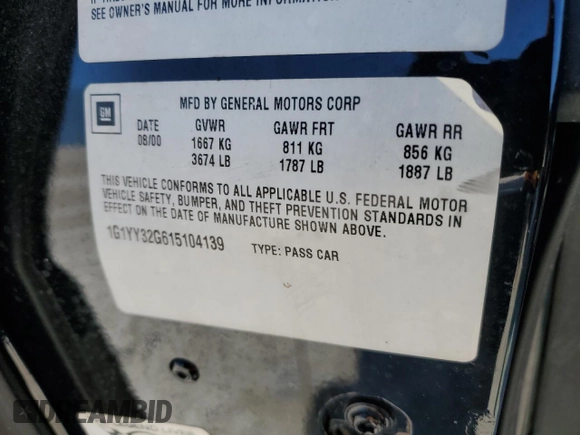 SEE OWNER'S MANUAL FOR MORE INFORMATION
GM
MFD BY GENERAL MOTORS CORP
DATE GVWR GAWR FRT GAWR RR
08/00 1667 KG 811 KG 856 KG
3674 LB 1787 LB 1887 LB
THIS VEHICLE CONFORMS TO ALL APPLICABLE U.S. FEDERAL MOTOR
VEHICLE SAFETY, BUMPER, AND THEFT PREVENTION STANDARDS IN
EFFECT ON THE DATE OF MANUFACTURE SHOWN ABOVE.
1G1YY32G615104139 TYPE: PASS CAR
DREAMBID